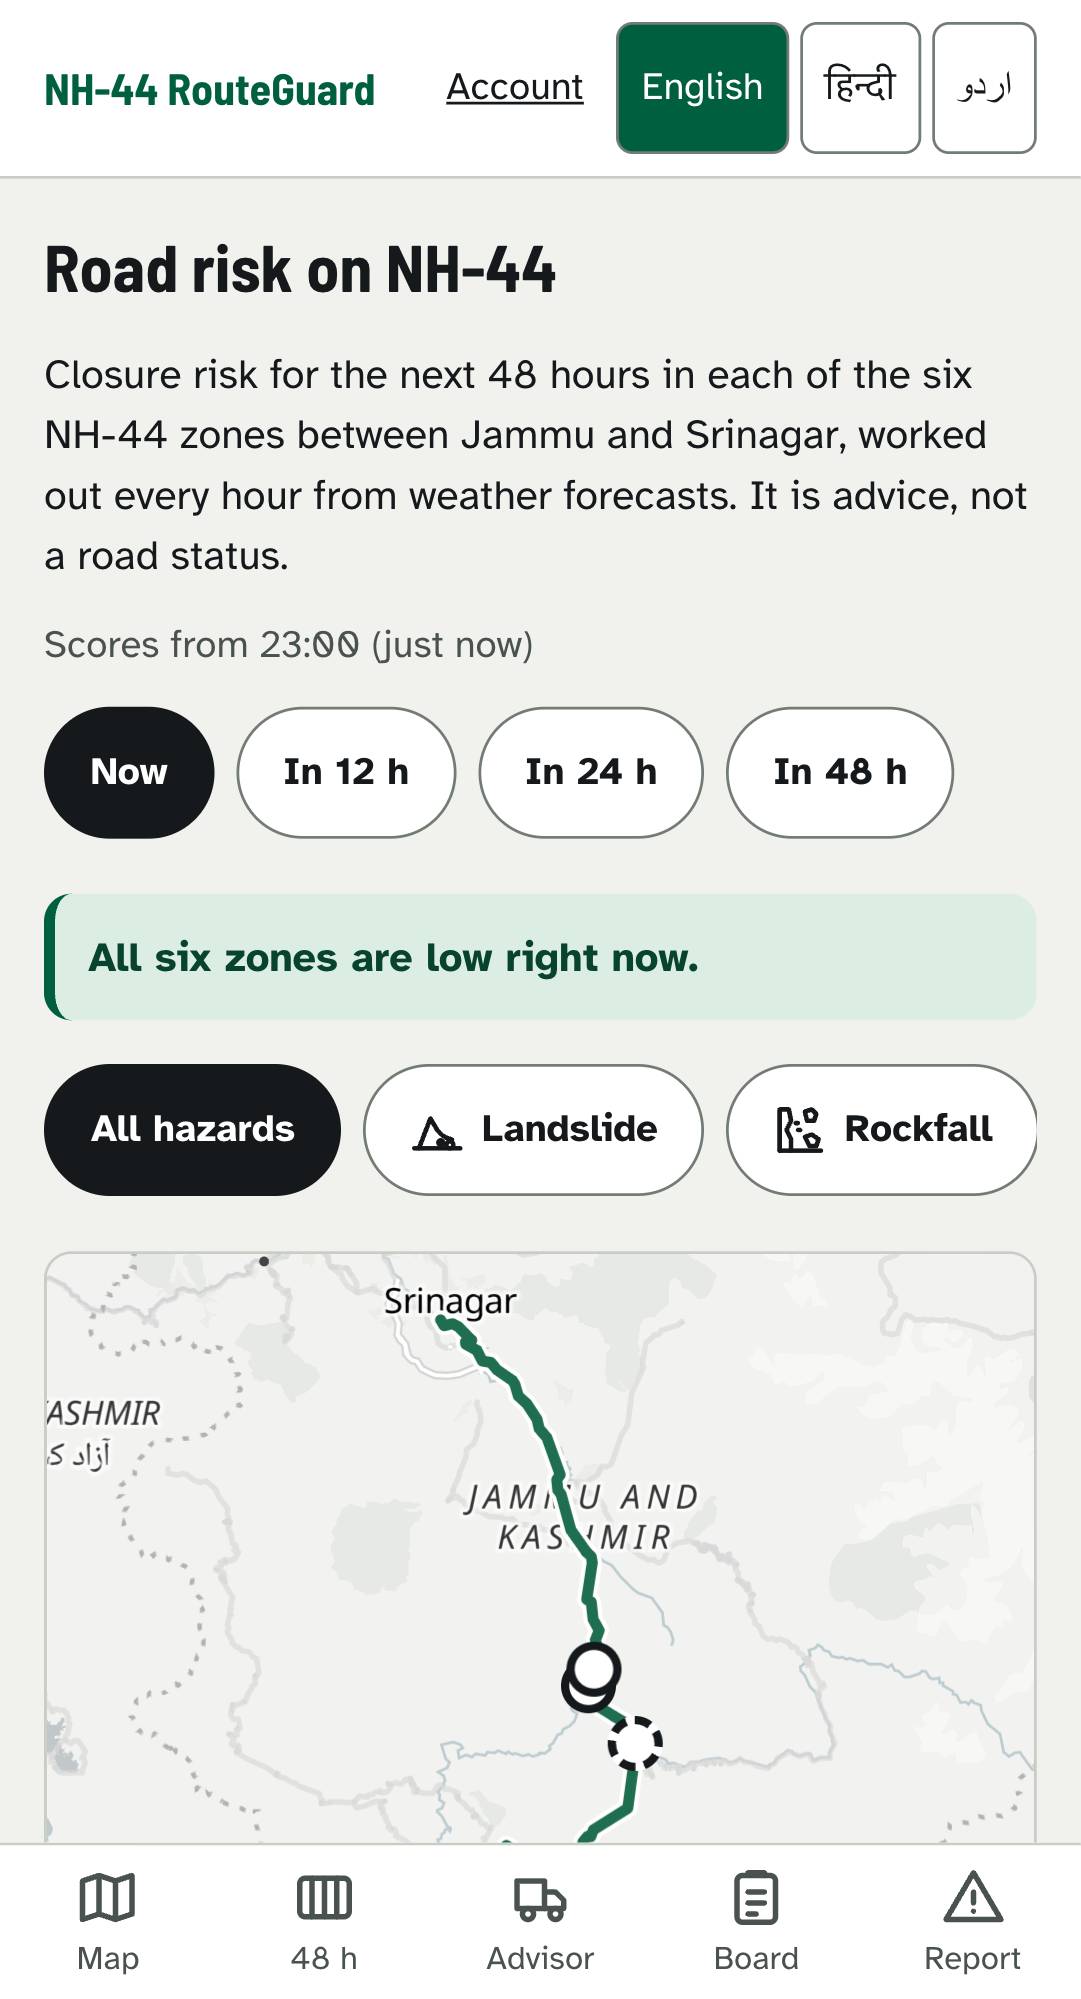 NH-44 RouteGuard
Account
English
हिन्दी
اردو
Road risk on NH-44
Closure risk for the next 48 hours in each of the six
NH-44 zones between Jammu and Srinagar, worked
out every hour from weather forecasts. It is advice, not
a road status.
Scores from 23:00 (just now)
Now
In 12 h
In 24 h
In 48 h
All six zones are low right now.
All hazards
Landslide
Rockfall
Srinagar
ASHMIR
آزاد ک
JAMMU AND
KASHMIR
Map
48 h
Advisor
Board
Report